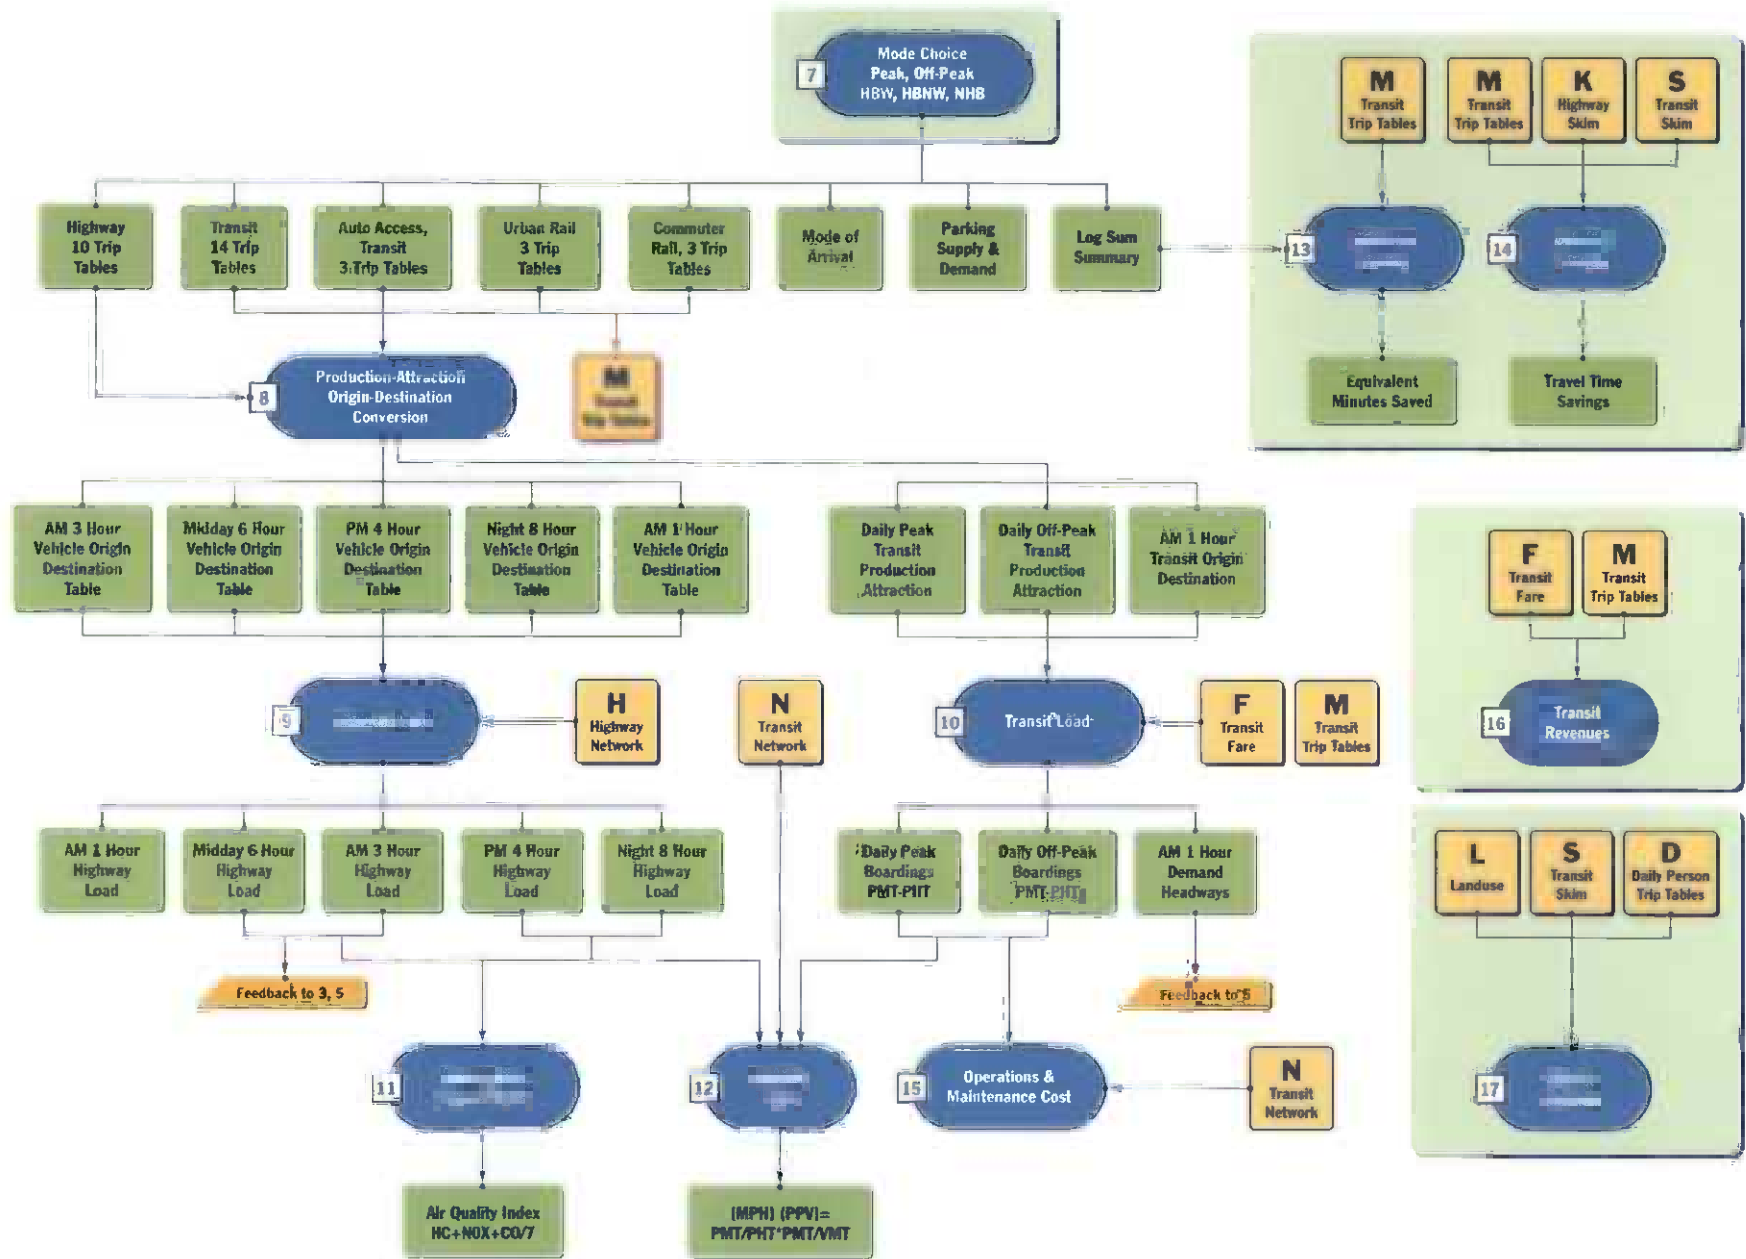 7
Mode Choice
Peak, Off-Peak
HBW, HBNW, NHB
M
Transit
Trip Tables
M
Transit
Trip Tables
K
Highway
Skim
S
Transit
Skim
Highway
10 Trip
Tables
Transit
14 Trip
Tables
Auto Access,
Transit
3 Trip Tables
Urban Rail
3 Trip
Tables
Commuter
Rail, 3 Trip
Tables
Mode of
Arrival
Parking
Supply &
Demand
Log Sum
Summary
13
14
8
Production-Attraction
Origin-Destination
Conversion
M
Transit
Trip Tables
Equivalent
Minutes Saved
Travel Time
Savings
AM 3 Hour
Vehicle Origin
Destination
Table
Midday 6 Hour
Vehicle Origin
Destination
Table
PM 4 Hour
Vehicle Origin
Destination
Table
Night 8 Hour
Vehicle Origin
Destination
Table
AM 1 Hour
Vehicle Origin
Destination
Table
Daily Peak
Transit
Production
Attraction
Daily Off-Peak
Transit
Production
Attraction
AM 1 Hour
Transit Origin
Destination
F
Transit
Fare
M
Transit
Trip Tables
9
H
Highway
Network
N
Transit
Network
10
Transit Load
F
Transit
Fare
M
Transit
Trip Tables
16
Transit
Revenues
AM 1 Hour
Highway
Load
Midday 6 Hour
Highway
Load
AM 3 Hour
Highway
Load
PM 4 Hour
Highway
Load
Night 8 Hour
Highway
Load
Daily Peak
Boardings
PMT-PHT
Daily Off-Peak
Boardings
PMT-PHT
AM 1 Hour
Demand
Headways
L
Landuse
S
Transit
Skim
D
Daily Person
Trip Tables
Feedback to 3, 5
Feedback to 5
11
12
15
Operations &
Maintenance Cost
N
Transit
Network
17
Air Quality Index
HC+NOX+CO/7
(MPH) (PPV)=
PMT/PHT*PMT/VMT